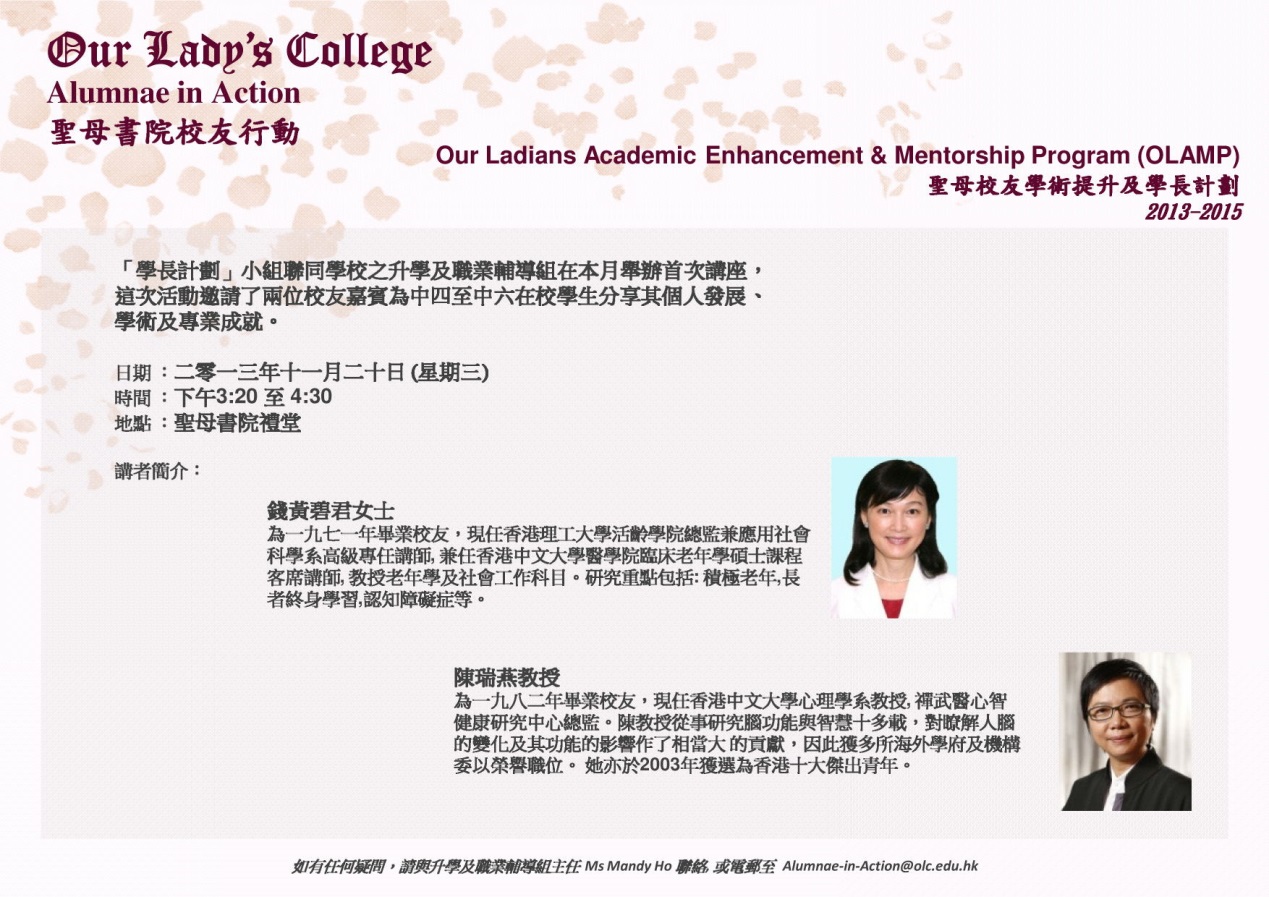 Our Lady's College
Alumnae in Action
聖母書院校友行動
Our Ladians Academic Enhancement & Mentorship Program (OLAMP)
聖母校友學術提升及學長計劃
2013-2015
「學長計劃」小組聯同學校之升學及職業輔導組在本月舉辦首次講座，
這次活動邀請了兩位校友嘉賓為中四至中六在校學生分享其個人發展、
學術及專業成就。
日期 ：二零一三年十一月二十日 (星期三)
時間 ：下午3:20 至 4:30
地點 ：聖母書院禮堂
講者簡介：
錢黃碧君女士
為一九七一年畢業校友，現任香港理工大學活齡學院總監兼應用社會
科學系高級專任講師, 兼任香港中文大學醫學院臨床老年學碩士課程
客席講師, 教授老年學及社會工作科目。研究重點包括: 積極老年,長
者終身學習,認知障礙症等。
陳瑞燕教授
為一九八二年畢業校友，現任香港中文大學心理學系教授, 禪武醫心智
健康研究中心總監。陳教授從事研究腦功能與智慧十多載，對瞭解人腦
的變化及其功能的影響作了相當大 的貢獻，因此獲多所海外學府及機構
委以榮譽職位。 她亦於2003年獲選為香港十大傑出青年。
如有任何疑問，請與升學及職業輔導組主任 Ms Mandy Ho 聯絡, 或電郵至 Alumnae-in-Action@olc.edu.hk